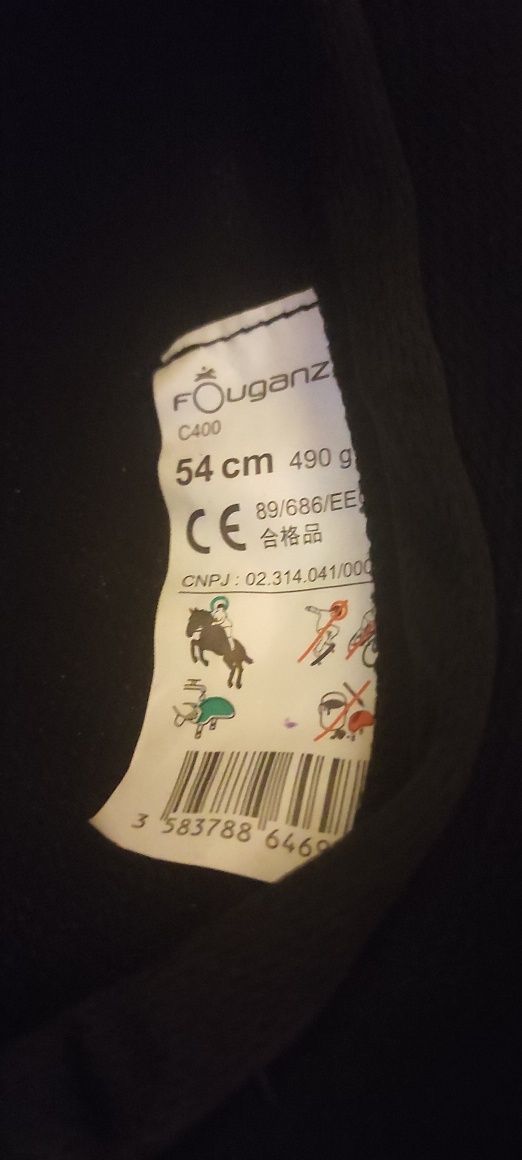 FOuganz
C400
54 cm 490 g
CE 89/686/EE
合格品
CNPJ : 02.314.041/000
3 583788 6469